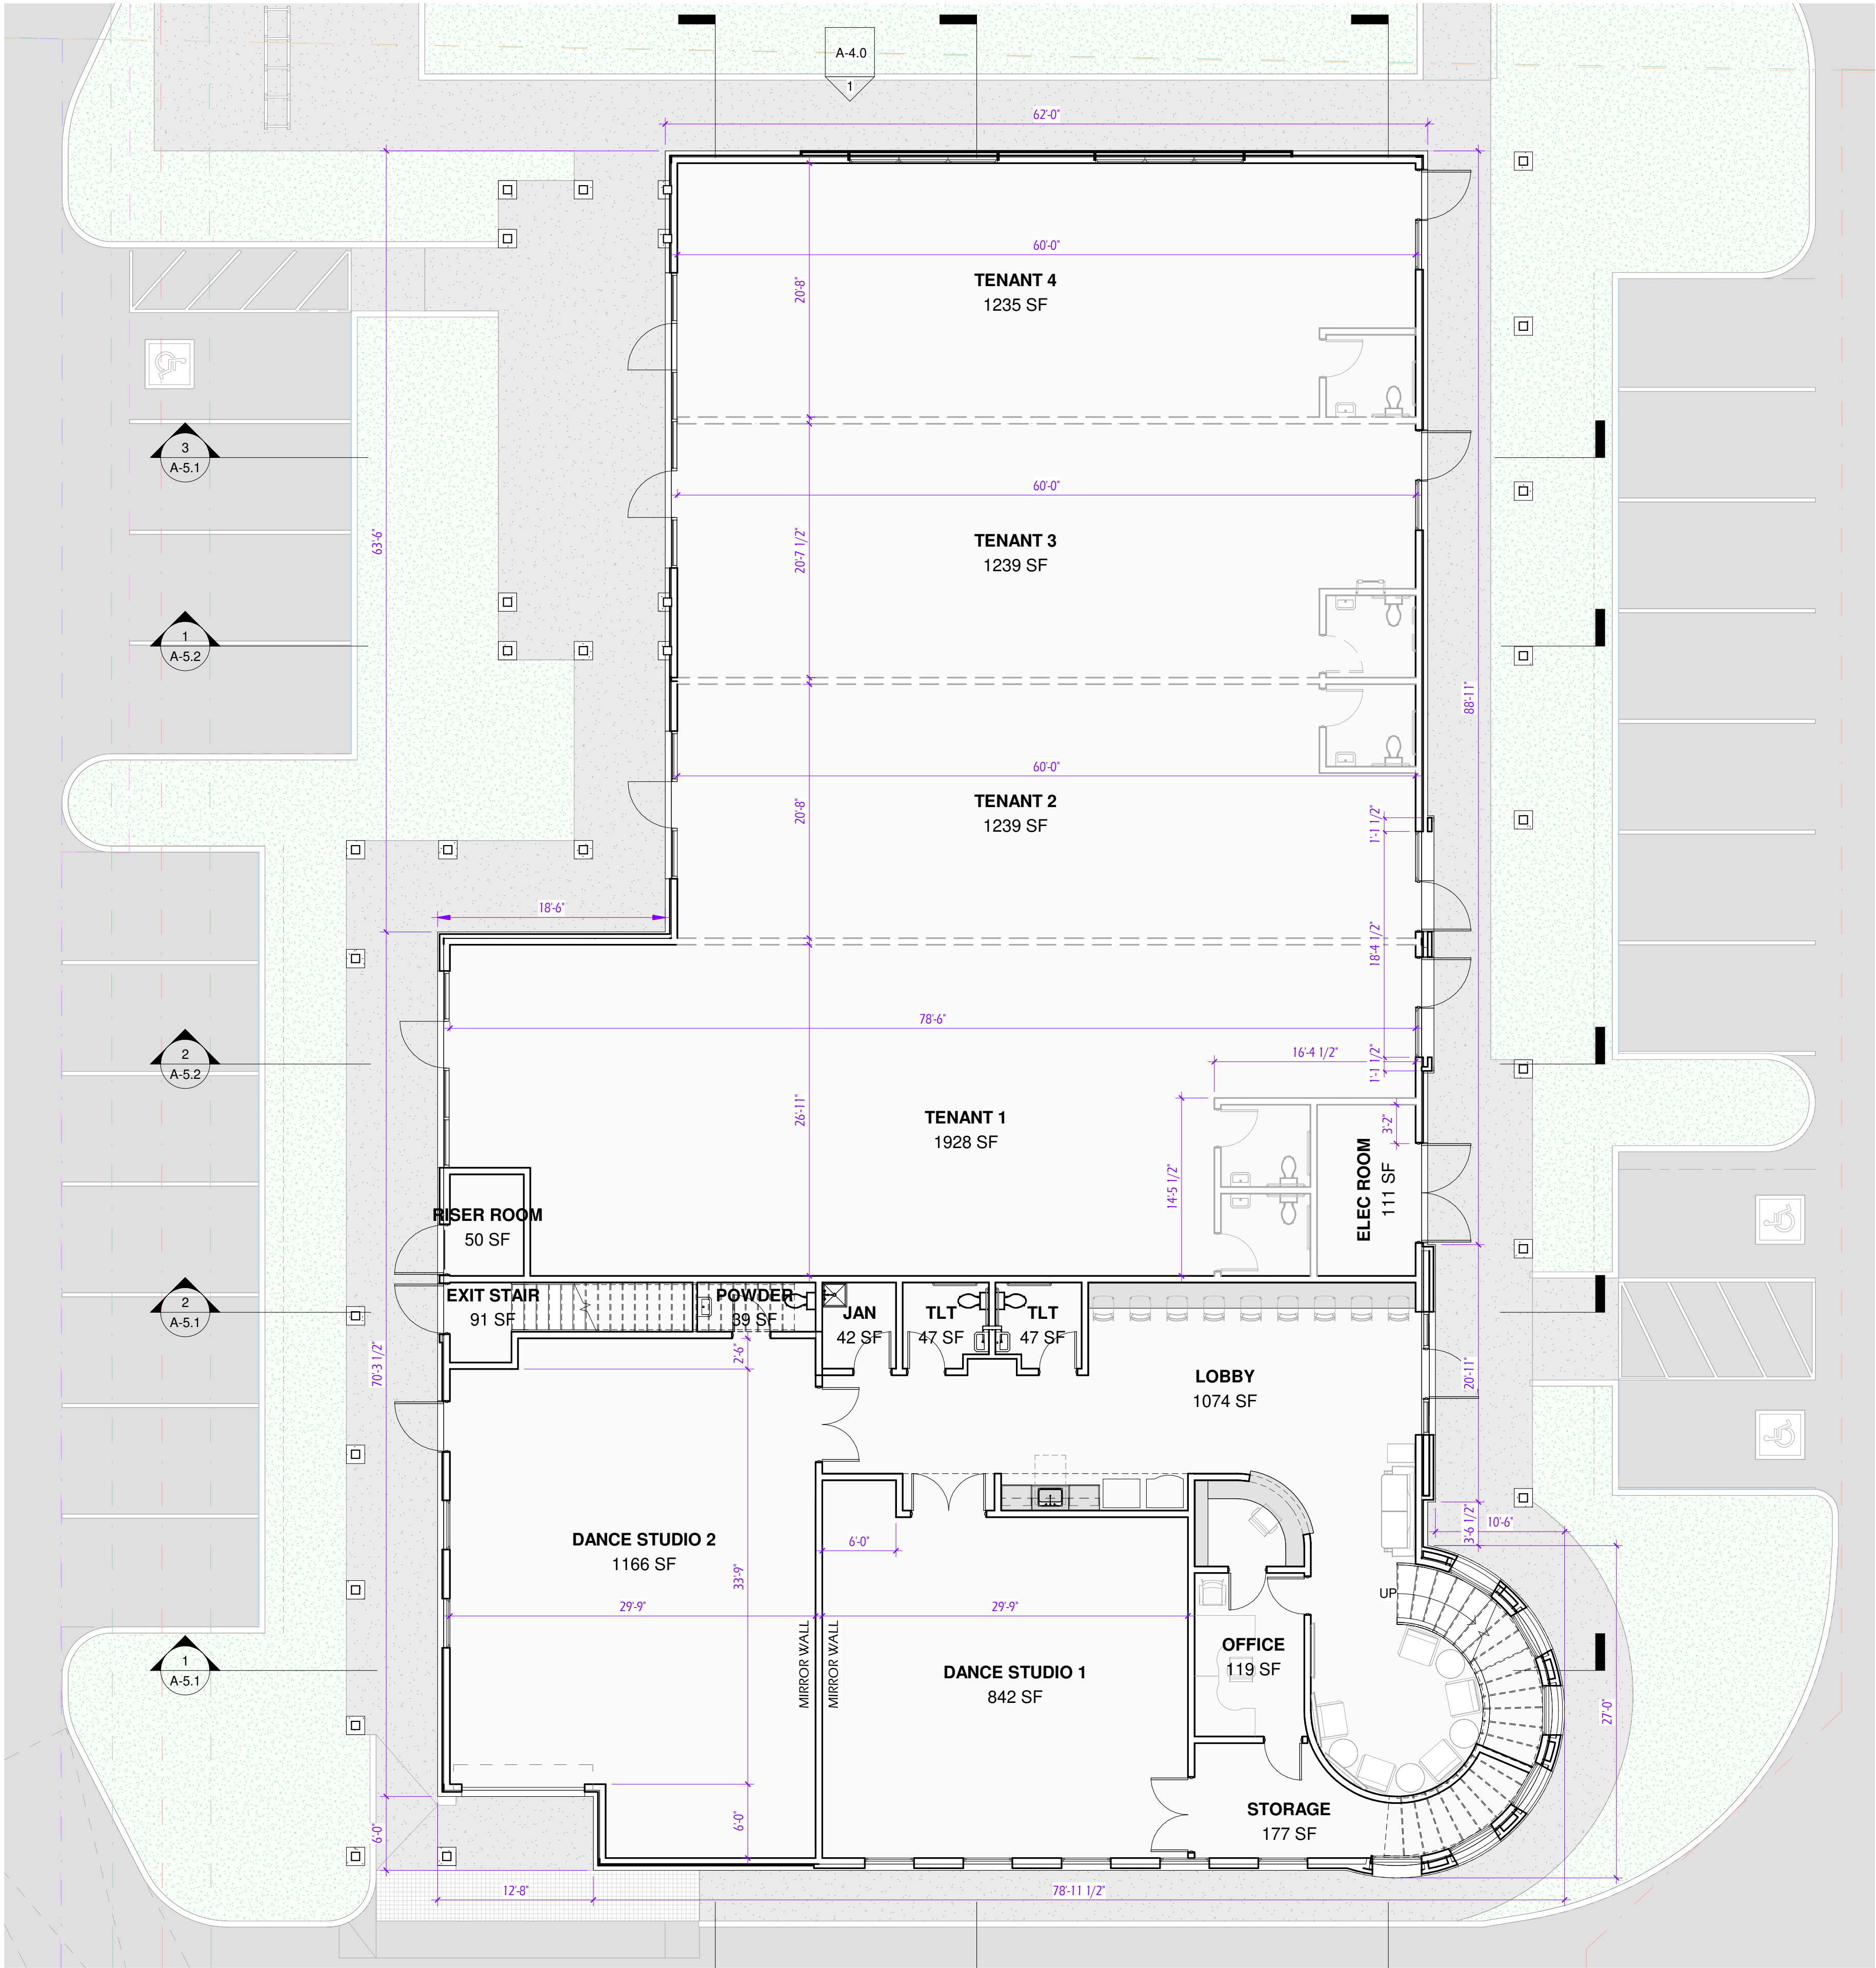 A-4.0
1
62'-0"
60'-0"
TENANT 4
1235 SF
20'-8"
3
A-5.1
60'-0"
63'-6"
20'-7 1/2"
TENANT 3
1239 SF
1
A-5.2
88'-11"
60'-0"
TENANT 2
1239 SF
20'-8"
1'-1 1/2"
18'-6"
18'-4 1/2"
78'-6"
2
A-5.2
16'-4 1/2"
1'-1 1/2"
26'-11"
TENANT 1
1928 SF
3'-2"
14'-5 1/2"
ELEC ROOM
111 SF
RISER ROOM
50 SF
2
A-5.1
EXIT STAIR
91 SF
POWDER
39 SF
JAN
42 SF
TLT
47 SF
TLT
47 SF
70'-3 1/2"
2'-6"
LOBBY
1074 SF
20'-11"
3'-6 1/2"
10'-6"
DANCE STUDIO 2
1166 SF
6'-0"
33'-9"
29'-9"
29'-9"
UP
MIRROR WALL
MIRROR WALL
OFFICE
119 SF
1
A-5.1
DANCE STUDIO 1
842 SF
27'-0"
STORAGE
177 SF
6'-0"
6'-0"
12'-8"
78'-11 1/2"